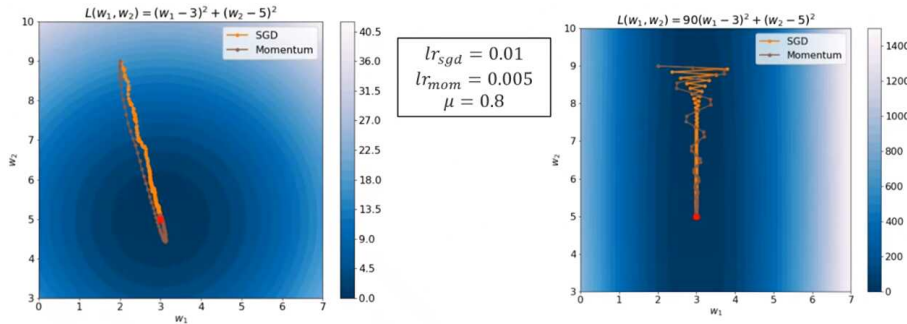 L(w₁, w₂) = (w₁ − 3)² + (w₂ − 5)²
SGD
Momentum
10
9
8
7
6
5
4
3
w₂
0 1 2 3 4 5 6 7
w₁
40.5
36.0
31.5
27.0
22.5
18.0
13.5
9.0
4.5
0.0
lr_sgd = 0.01
lr_mom = 0.005
μ = 0.8
L(w₁, w₂) = 90(w₁ − 3)² + (w₂ − 5)²
SGD
Momentum
10
9
8
7
6
5
4
3
w₂
0 1 2 3 4 5 6 7
w₁
1400
1200
1000
800
600
400
200
0